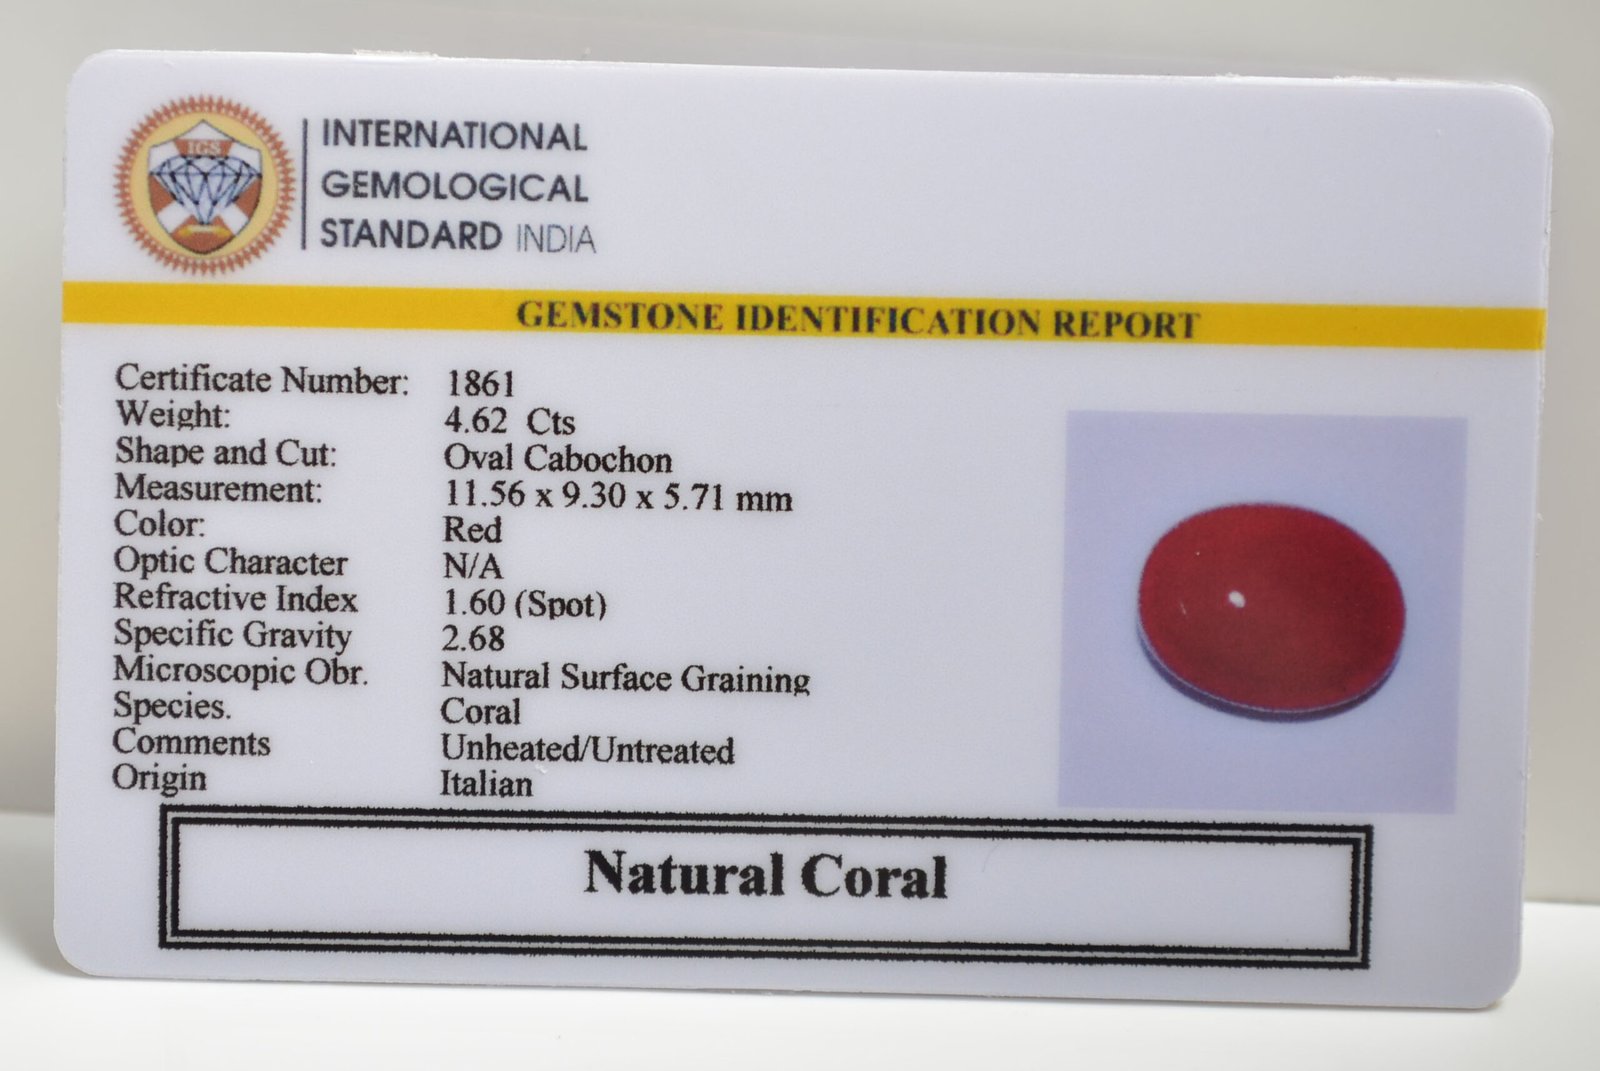 IGS
INTERNATIONAL
GEMOLOGICAL
STANDARD INDIA
GEMSTONE IDENTIFICATION REPORT
Certificate Number: 1861
Weight: 4.62 Cts
Shape and Cut: Oval Cabochon
Measurement: 11.56 x 9.30 x 5.71 mm
Color: Red
Optic Character N/A
Refractive Index 1.60 (Spot)
Specific Gravity 2.68
Microscopic Obr. Natural Surface Graining
Species. Coral
Comments Unheated/Untreated
Origin Italian
Natural Coral